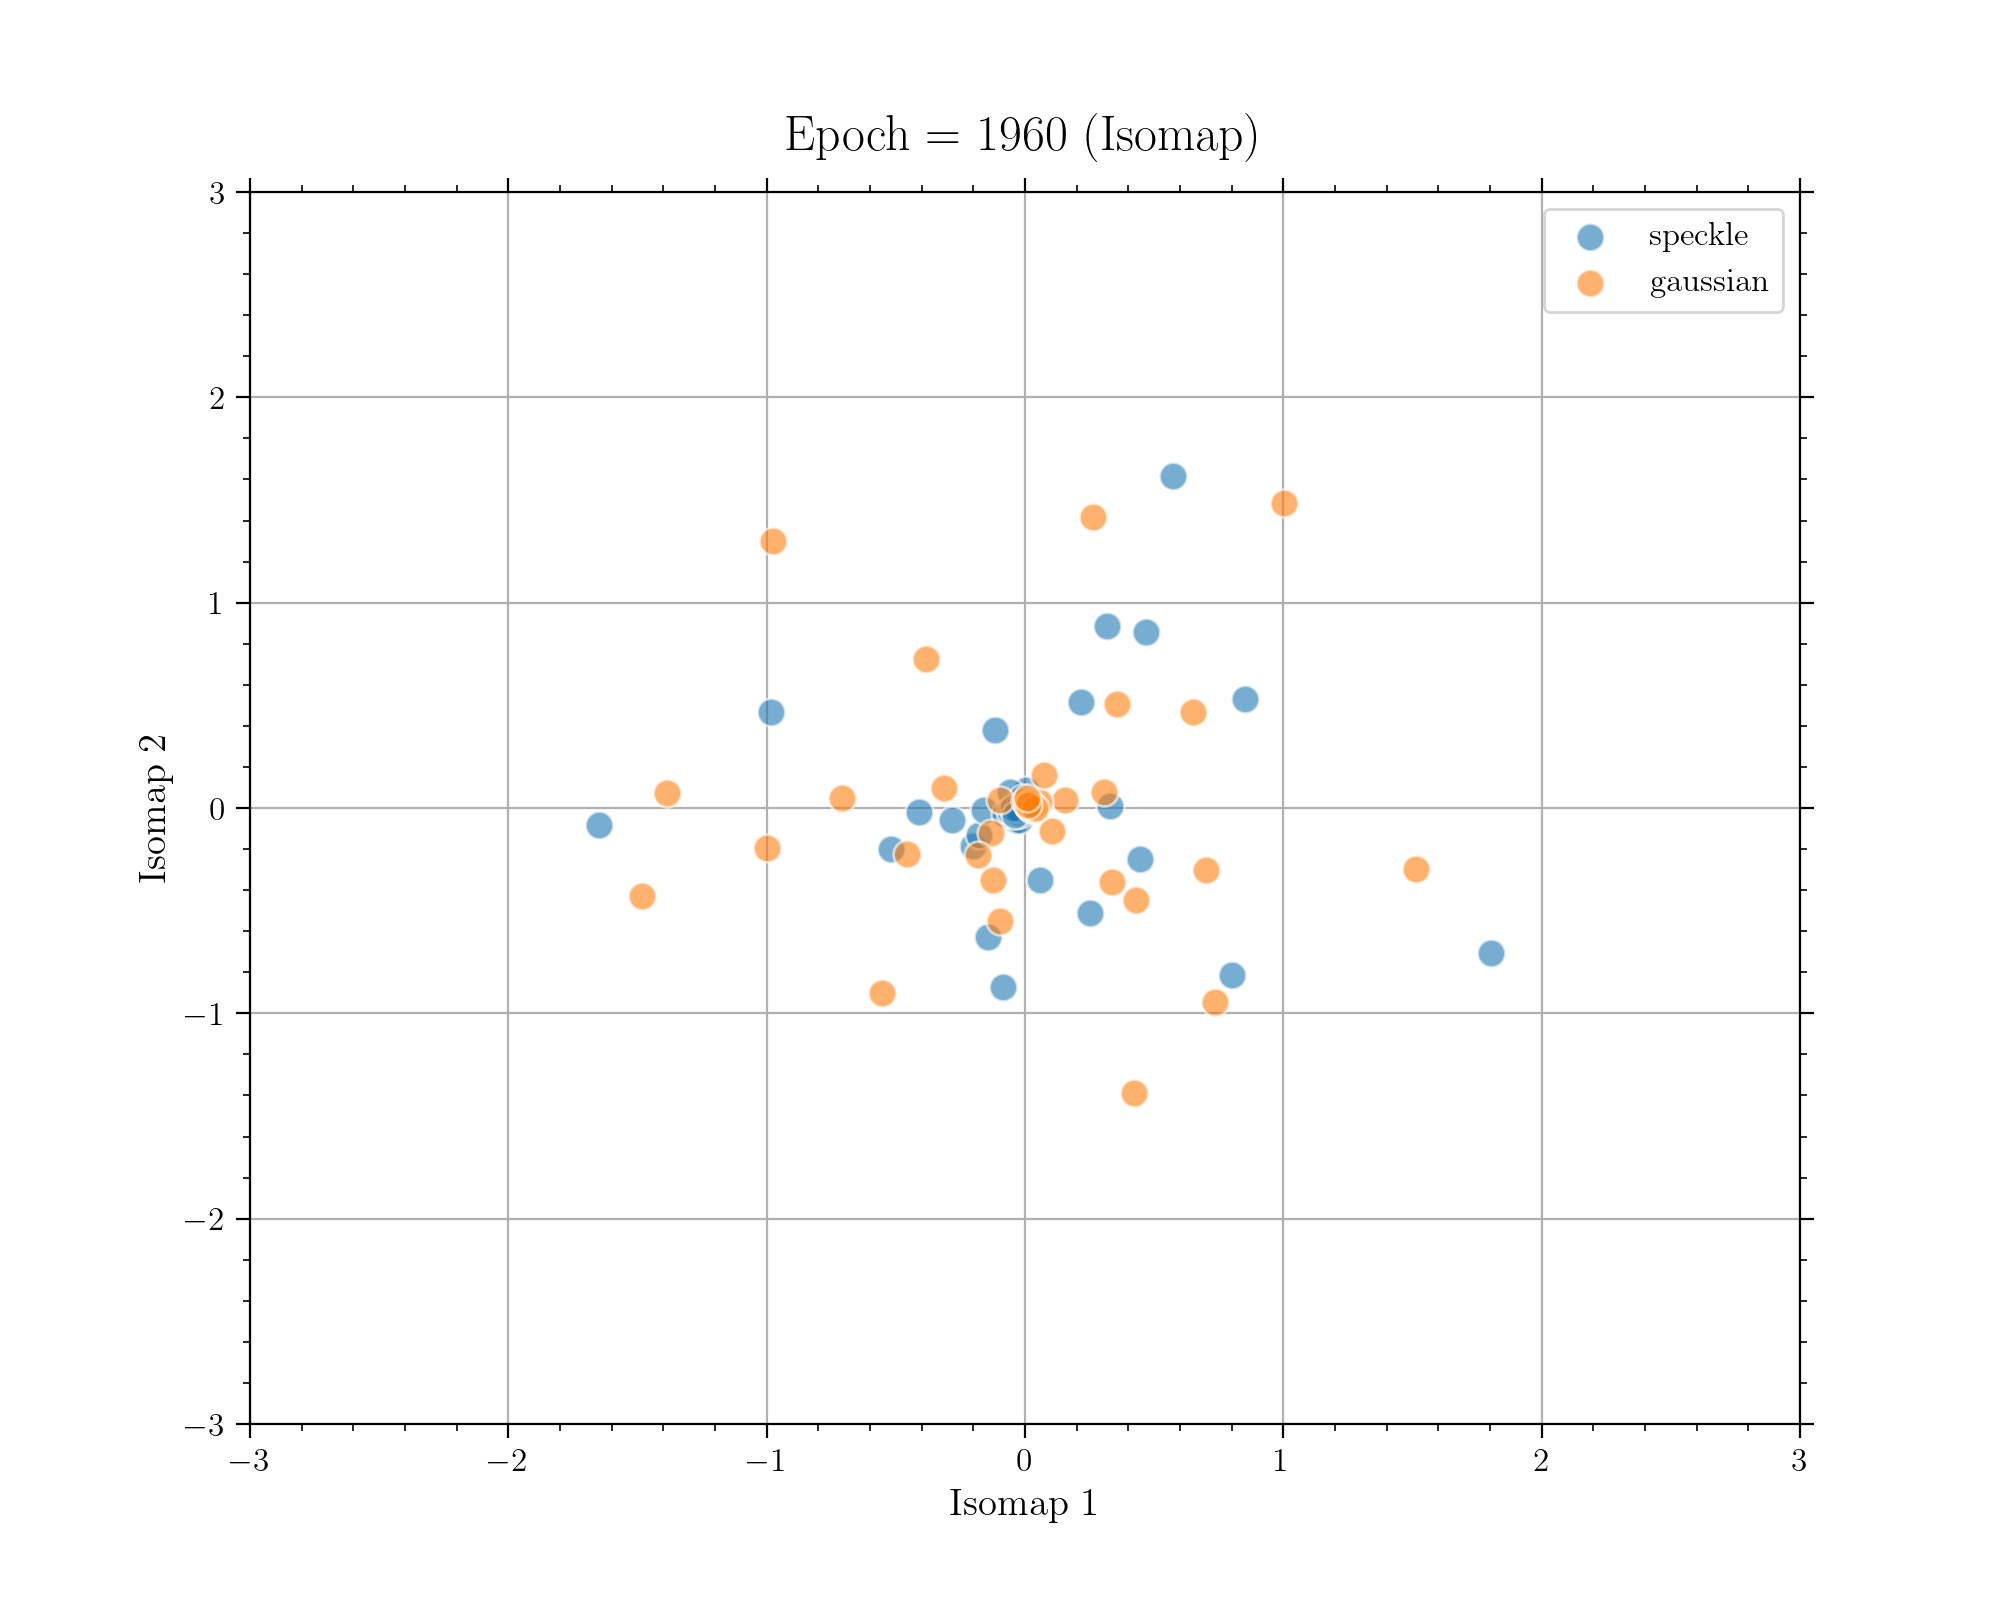 Epoch = 1960 (Isomap)
speckle
gaussian
3
2
1
0
−1
−2
−3
Isomap 2
−3
−2
−1
0
1
2
3
Isomap 1